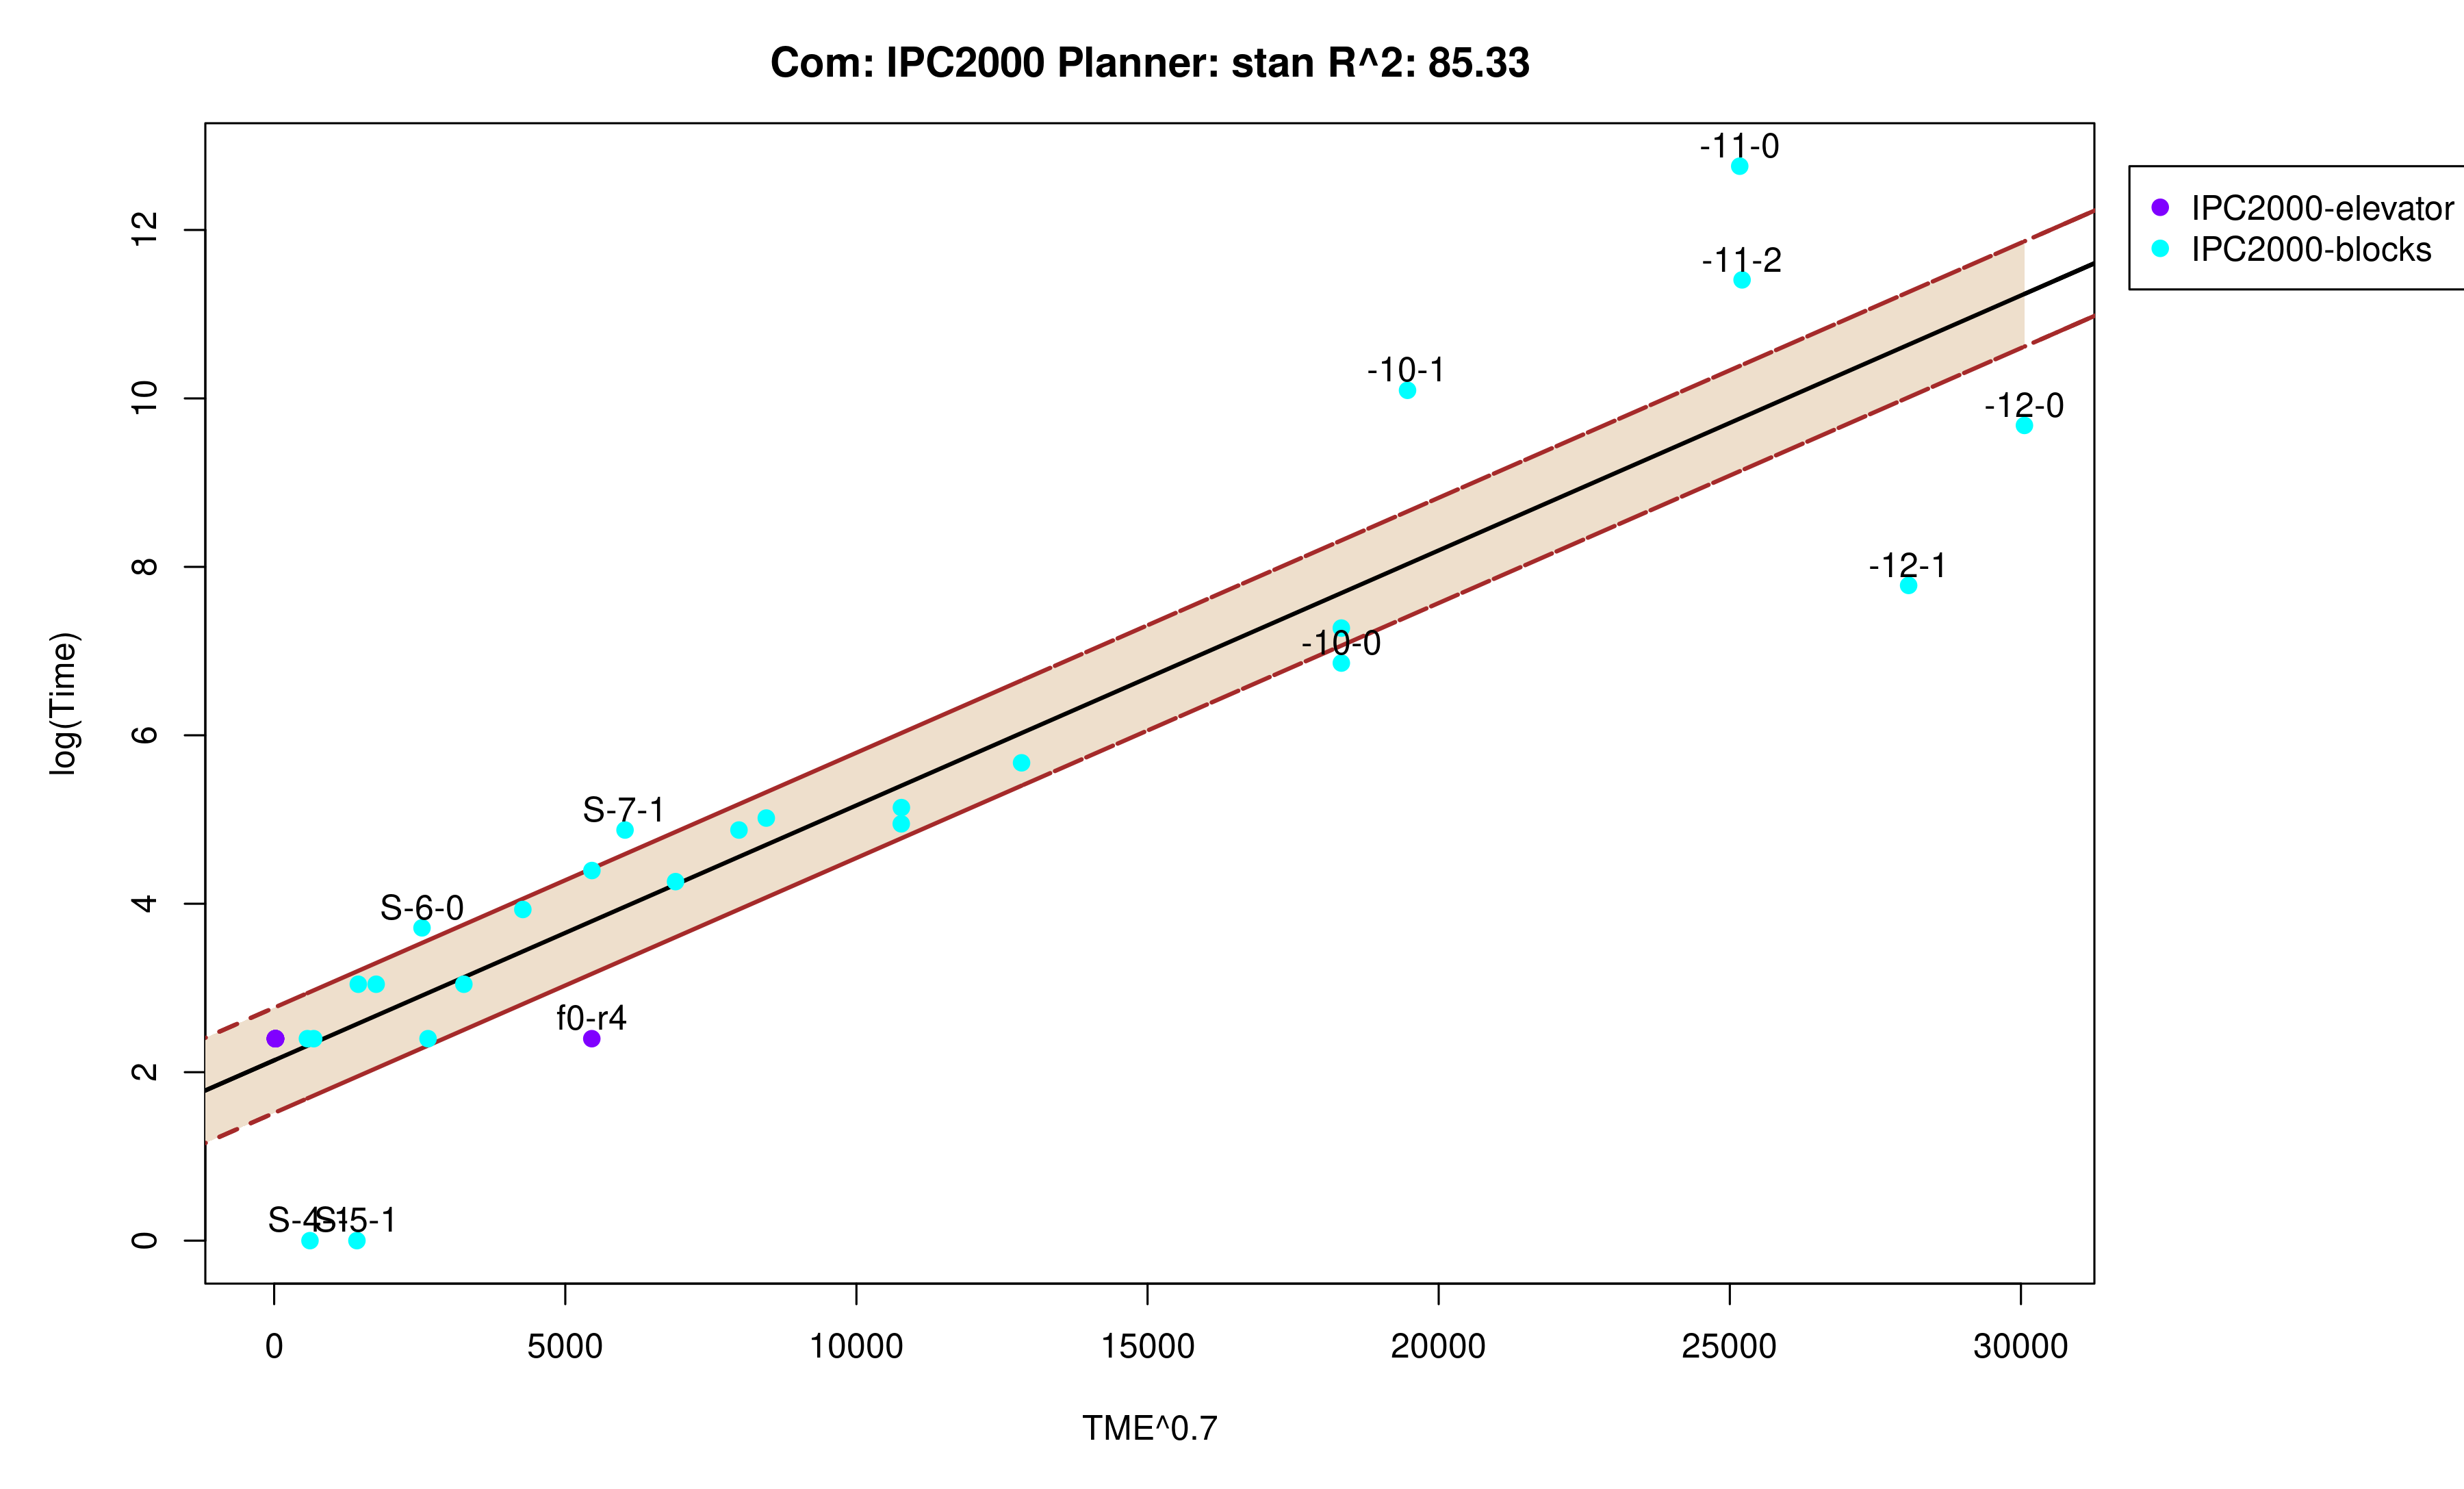 Com: IPC2000 Planner: stan R^2: 85.33
-11-0
IPC2000-elevator
IPC2000-blocks
12
-11-2
-10-1
10
-12-0
8
-12-1
-10-0
log(Time)
6
S-7-1
4
S-6-0
f0-r4
2
S-4-1
S-5-1
0
0 5000 10000 15000 20000 25000 30000
TME^0.7